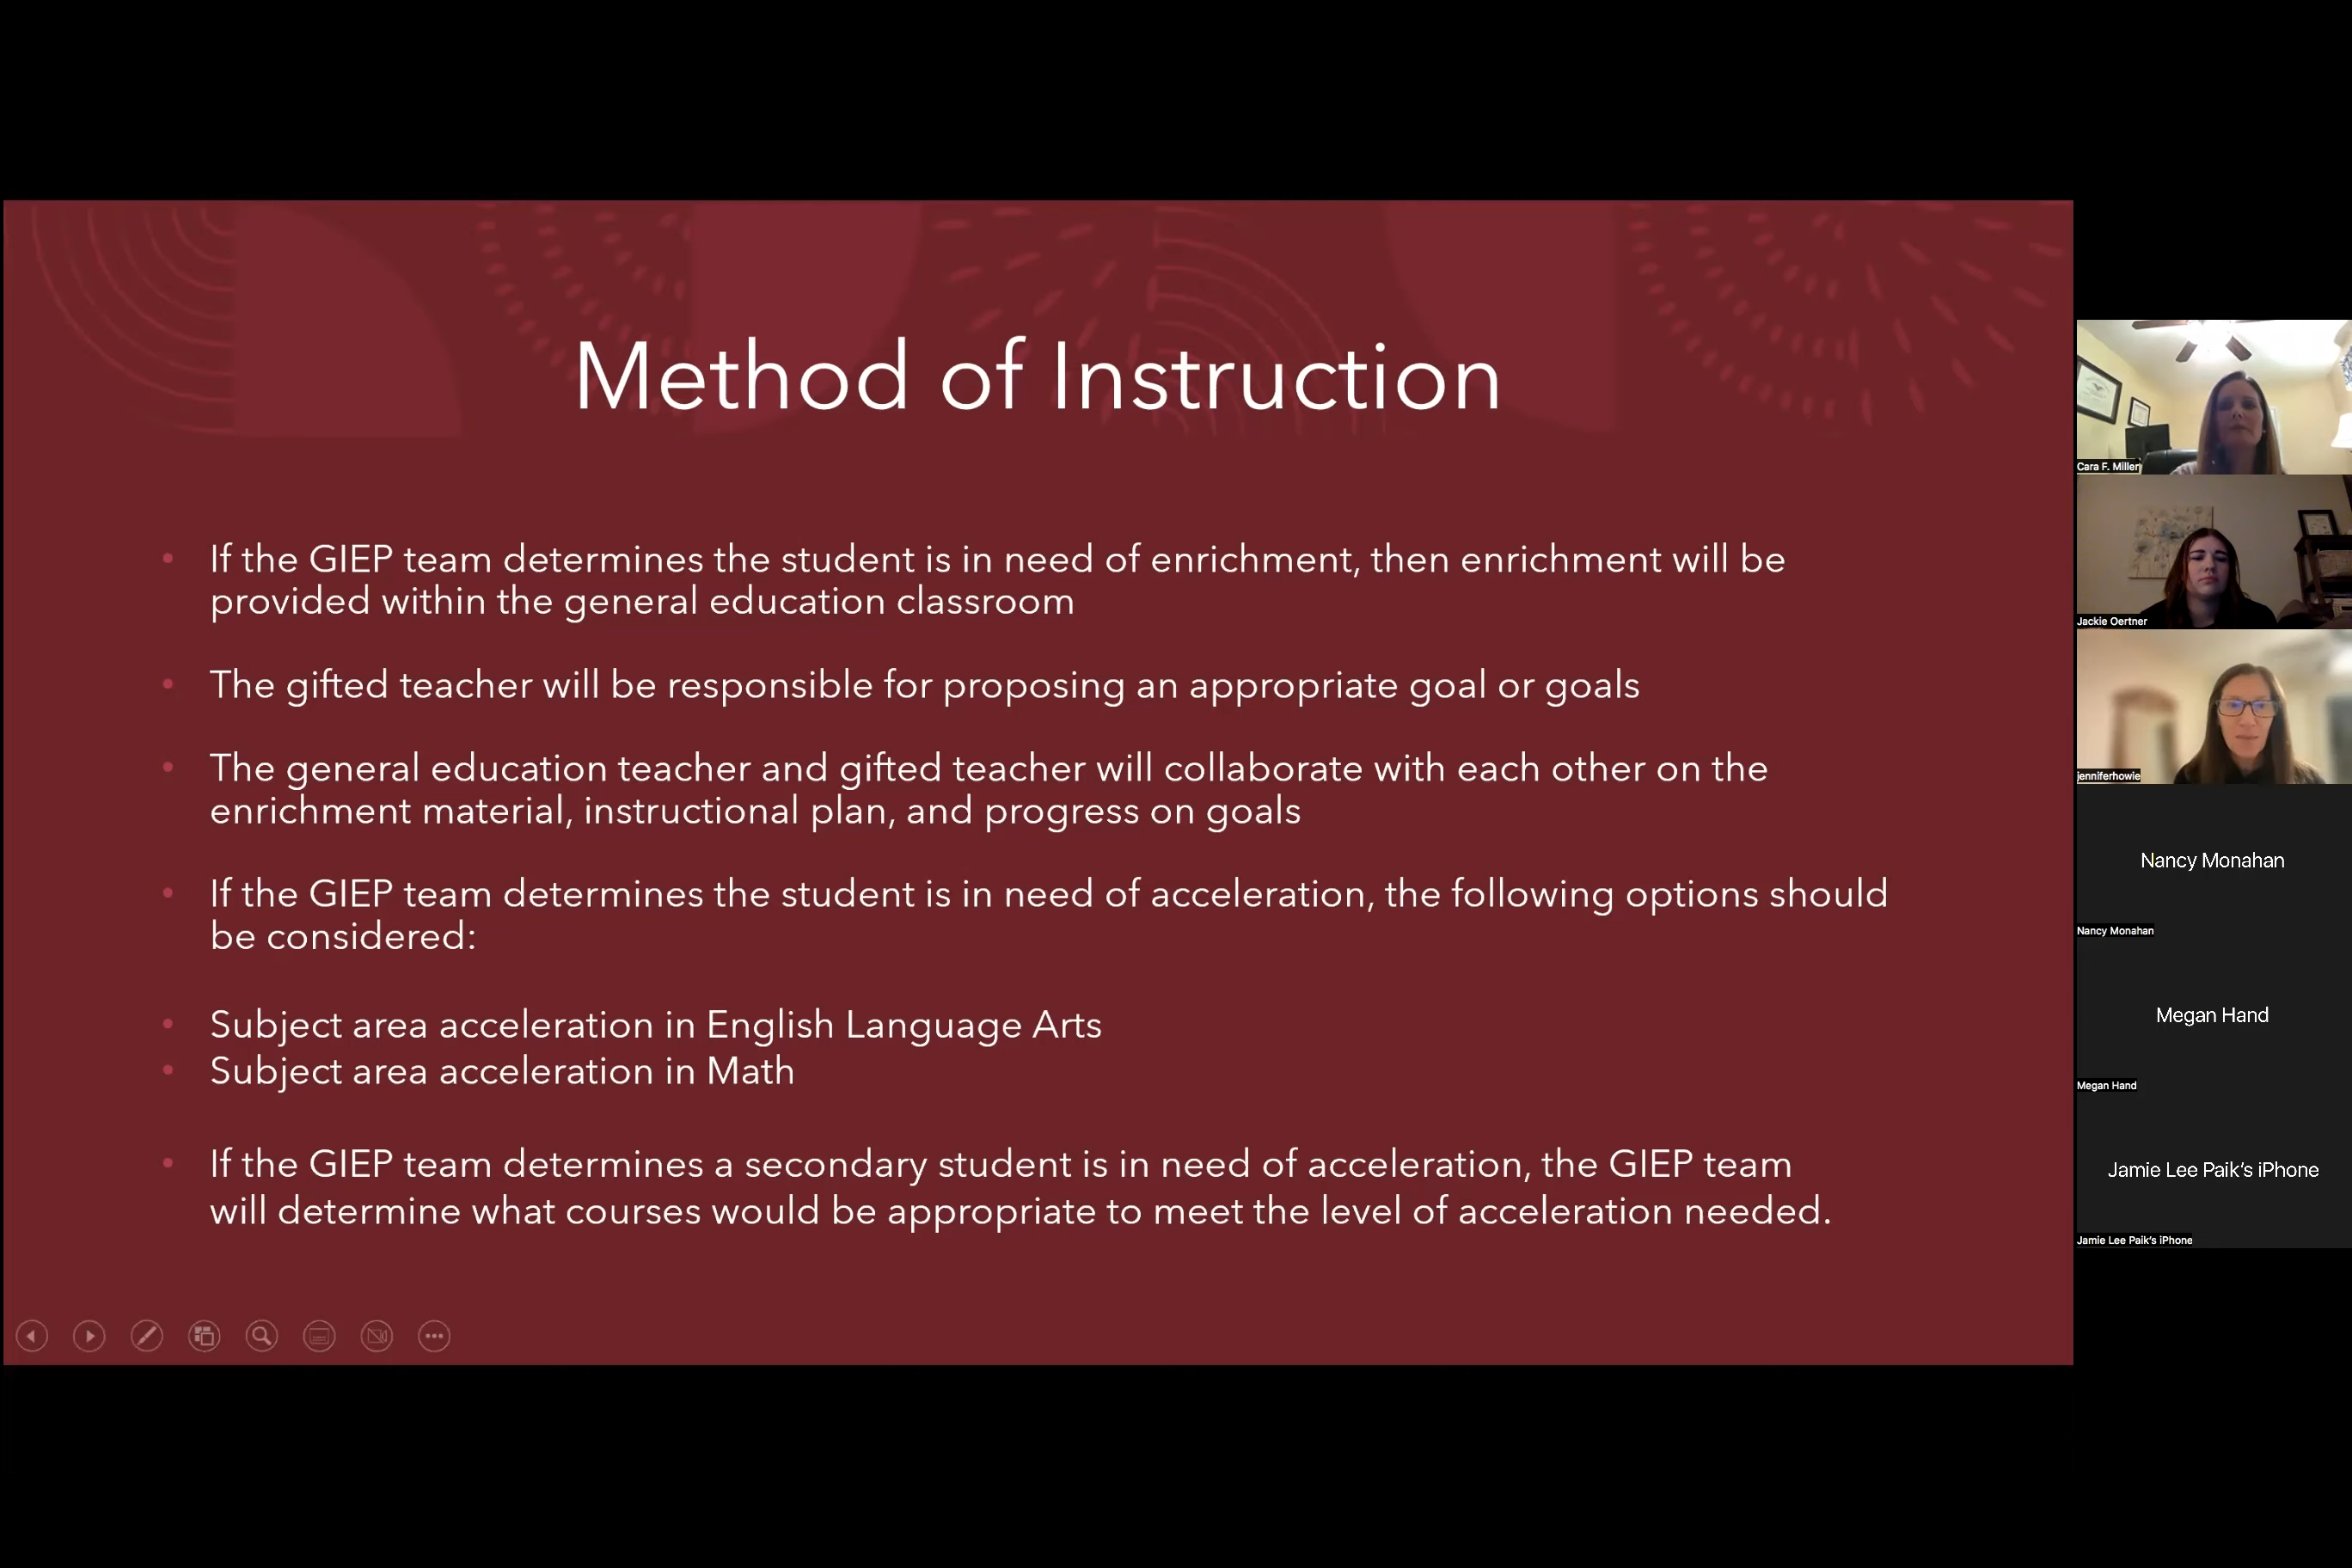 Method of Instruction
• If the GIEP team determines the student is in need of enrichment, then enrichment will be
provided within the general education classroom
• The gifted teacher will be responsible for proposing an appropriate goal or goals
• The general education teacher and gifted teacher will collaborate with each other on the
enrichment material, instructional plan, and progress on goals
• If the GIEP team determines the student is in need of acceleration, the following options should
be considered:
• Subject area acceleration in English Language Arts
• Subject area acceleration in Math
• If the GIEP team determines a secondary student is in need of acceleration, the GIEP team
will determine what courses would be appropriate to meet the level of acceleration needed.
Cara F. Miller
Jackie Oertner
jenniferhowie
Nancy Monahan
Nancy Monahan
Megan Hand
Megan Hand
Jamie Lee Paik’s iPhone
Jamie Lee Paik’s iPhone